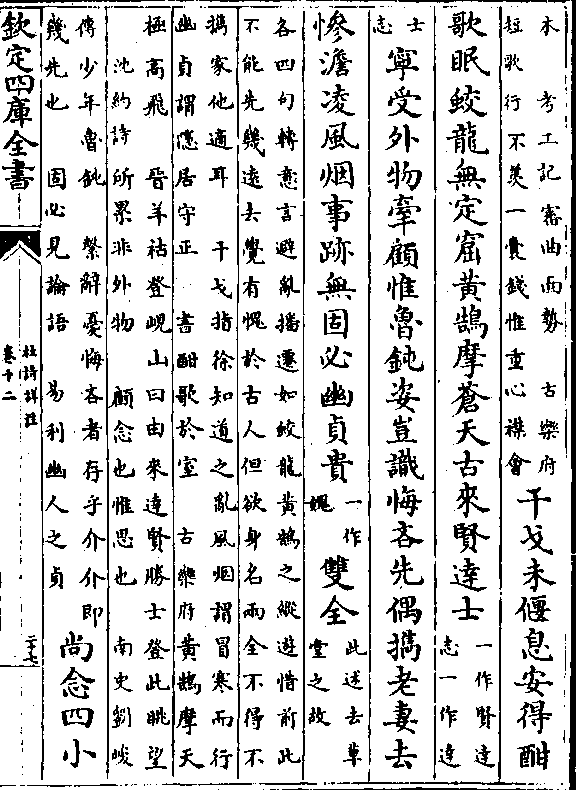 木　考工記審曲面勢　古樂府
短歌行不羨一囊錢惟重心襟會
干戈未偃息安得酣
歌眠蛟龍無定窟黃鵠摩蒼天古來賢達士
一作賢達
志一作達
士
志
寧受外物牽顧惟魯鈍姿豈識悔吝先偶攜老妻去
慘澹凌風烟事跡無固必幽貞貴
一作
愧
雙全
此述去草
堂之故
各四句轉意言避亂播遷如蛟龍黃鵠之縱遊惜前此
不能先幾遠去覺有愧於古人但欲身名兩全不得不
攜家他適耳　干戈指徐知道之亂風烟謂冒寒而行
幽貞謂隱居守正　書酣歌於室　古樂府黃鵠摩天
極高飛　晉羊祜登峴山曰由來達賢勝士登此眺望
沈約詩所累非外物　顧念也惟思也　南史劉峻
傳少年魯鈍　繫辭憂悔吝者存乎介介即
幾先也　固必見論語　易利幽人之貞
尚念四小
欽定四庫全書
杜詩詳註
卷十二
二十七